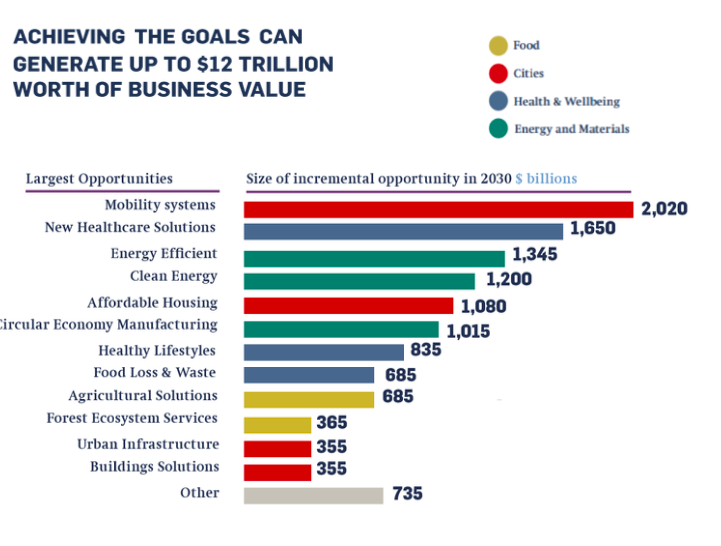 ACHIEVING THE GOALS CAN
GENERATE UP TO $12 TRILLION
WORTH OF BUSINESS VALUE
Food
Cities
Health & Wellbeing
Energy and Materials
Largest Opportunities
Size of incremental opportunity in 2030 $ billions
Mobility systems 2,020
New Healthcare Solutions 1,650
Energy Efficient 1,345
Clean Energy 1,200
Affordable Housing 1,080
Circular Economy Manufacturing 1,015
Healthy Lifestyles 835
Food Loss & Waste 685
Agricultural Solutions 685
Forest Ecosystem Services 365
Urban Infrastructure 355
Buildings Solutions 355
Other 735